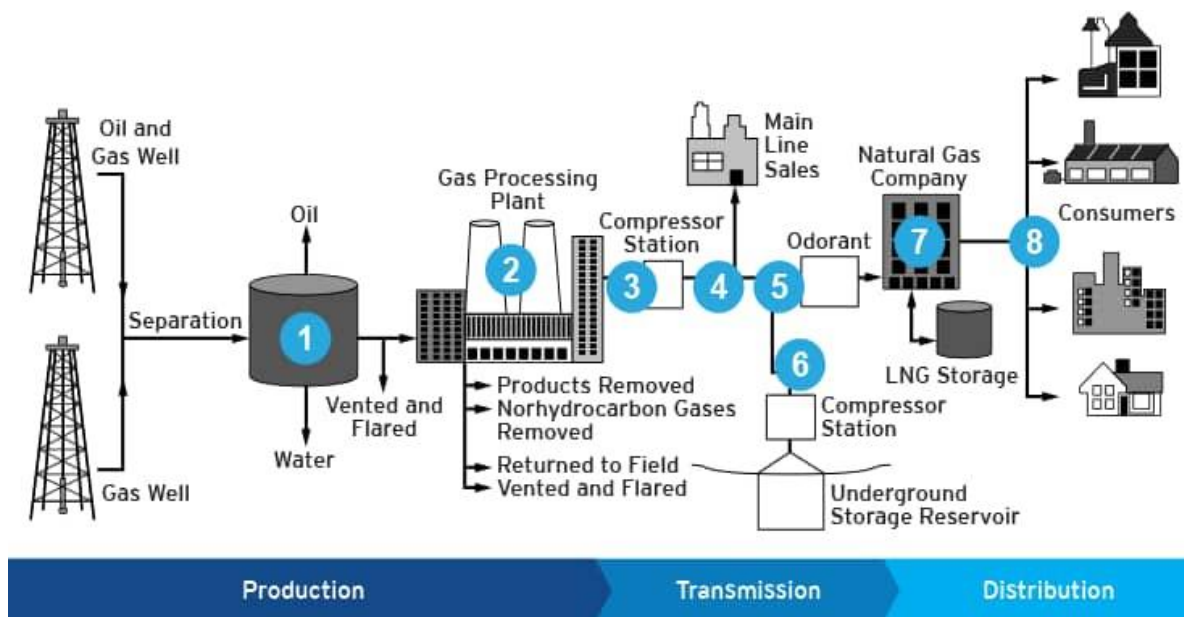 Oil and
Gas Well
Oil
Separation
1
Vented and
Flared
Water
Gas Well
Gas Processing
Plant
2
Products Removed
Norhydrocarbon Gases
Removed
Returned to Field
Vented and Flared
Compressor
Station
3
4
Main
Line
Sales
5
Odorant
6
Compressor
Station
Underground
Storage Reservoir
Natural Gas
Company
7
LNG Storage
8
Consumers
Production
Transmission
Distribution